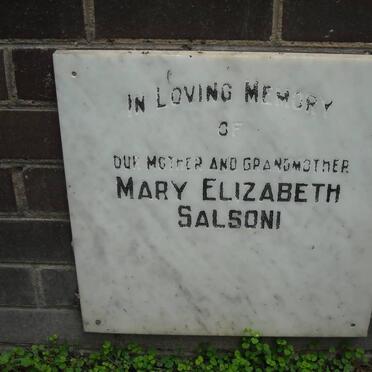 IN LOVING MEMORY
OF
OUR MOTHER AND GRANDMOTHER
MARY ELIZABETH
SALSONI